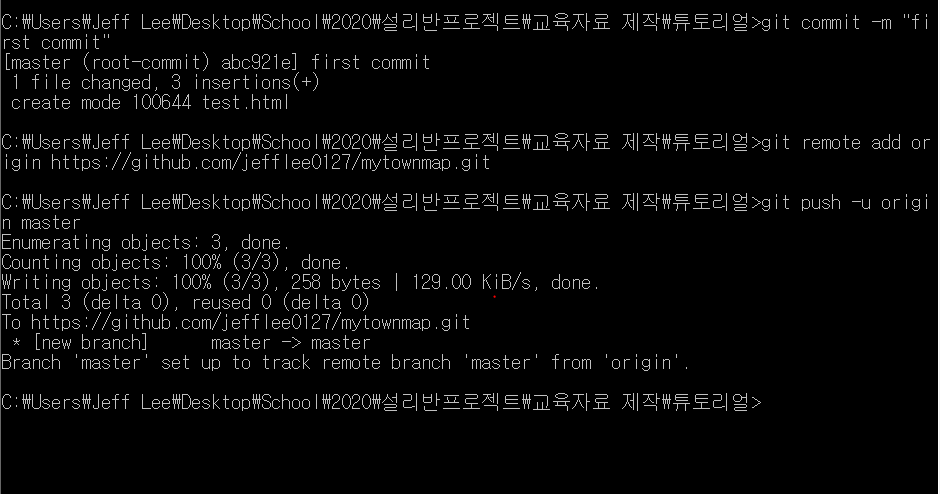 C:₩Users₩Jeff Lee₩Desktop₩School₩2020₩설리반프로젝트₩교육자료 제작₩튜토리얼>git commit -m "fi
rst commit"
[master (root-commit) abc921e] first commit
 1 file changed, 3 insertions(+)
 create mode 100644 test.html
C:₩Users₩Jeff Lee₩Desktop₩School₩2020₩설리반프로젝트₩교육자료 제작₩튜토리얼>git remote add or
igin https://github.com/jefflee0127/mytownmap.git
C:₩Users₩Jeff Lee₩Desktop₩School₩2020₩설리반프로젝트₩교육자료 제작₩튜토리얼>git push -u origi
n master
Enumerating objects: 3, done.
Counting objects: 100% (3/3), done.
Writing objects: 100% (3/3), 258 bytes | 129.00 KiB/s, done.
Total 3 (delta 0), reused 0 (delta 0)
To https://github.com/jefflee0127/mytownmap.git
 * [new branch]      master -> master
Branch 'master' set up to track remote branch 'master' from 'origin'.
C:₩Users₩Jeff Lee₩Desktop₩School₩2020₩설리반프로젝트₩교육자료 제작₩튜토리얼>